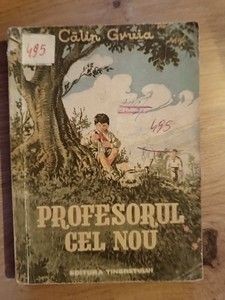 Călin Gruia
495
495
PROFESORUL
CEL NOU
EDITURA TINERETULUI